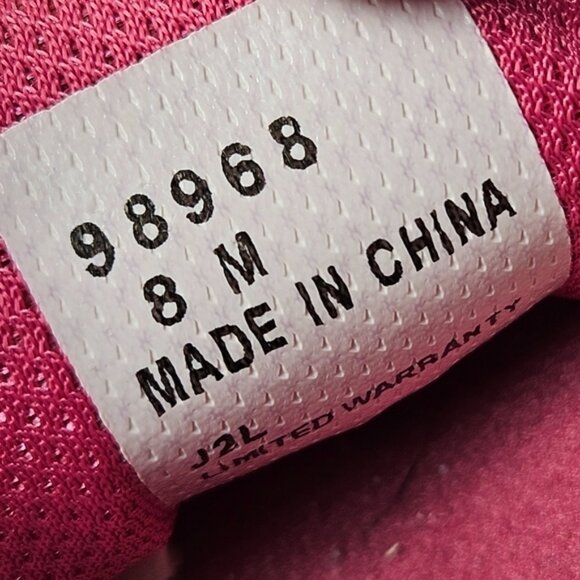 98968
8 M
MADE IN CHINA
J2L
LIMITED WARRANTY